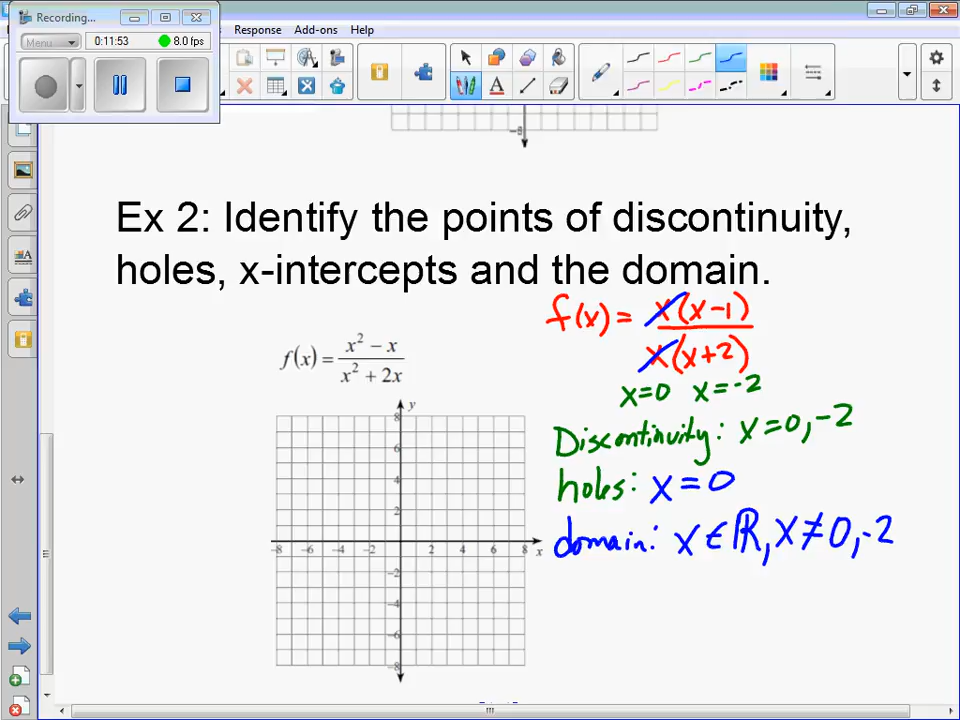 Recording...
Menu
0:11:53
8.0 fps
Response Add-ons Help
-8
Ex 2: Identify the points of discontinuity,
holes, x-intercepts and the domain.
f(x) = x(x-1) / x(x+2)
x=0 x=-2
f(x) = x² − x / x² + 2x
Discontinuity: x=0,-2
holes: x=0
domain: x∈ℝ, x≠0,-2
y
8
6
4
2
-8 -6 -4 -2 2 4 6 8 x
-2
-4
-6
-8